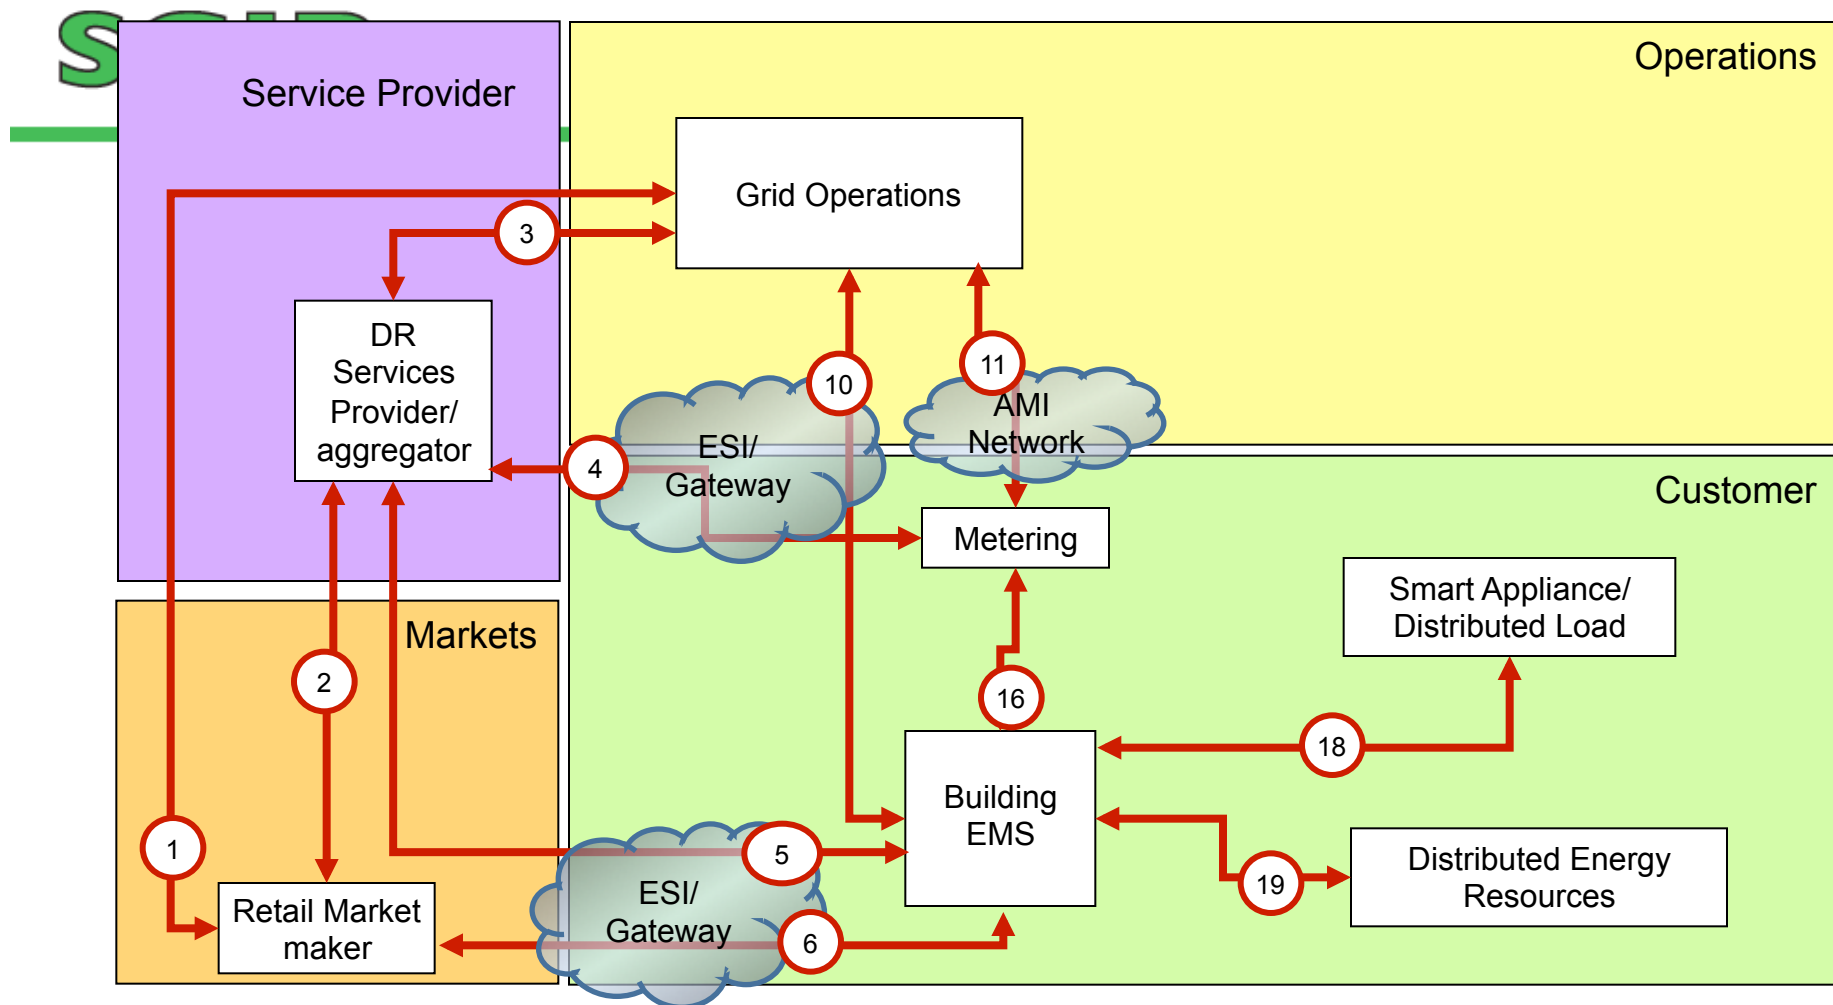 Service Provider
Operations
Grid Operations
3
DR
Services
Provider/
aggregator
10
11
AMI
Network
ESI/
Gateway
4
Customer
Metering
Smart Appliance/
Distributed Load
Markets
2
16
18
Building
EMS
1
5
Distributed Energy
Resources
19
ESI/
Gateway
Retail Market
maker
6